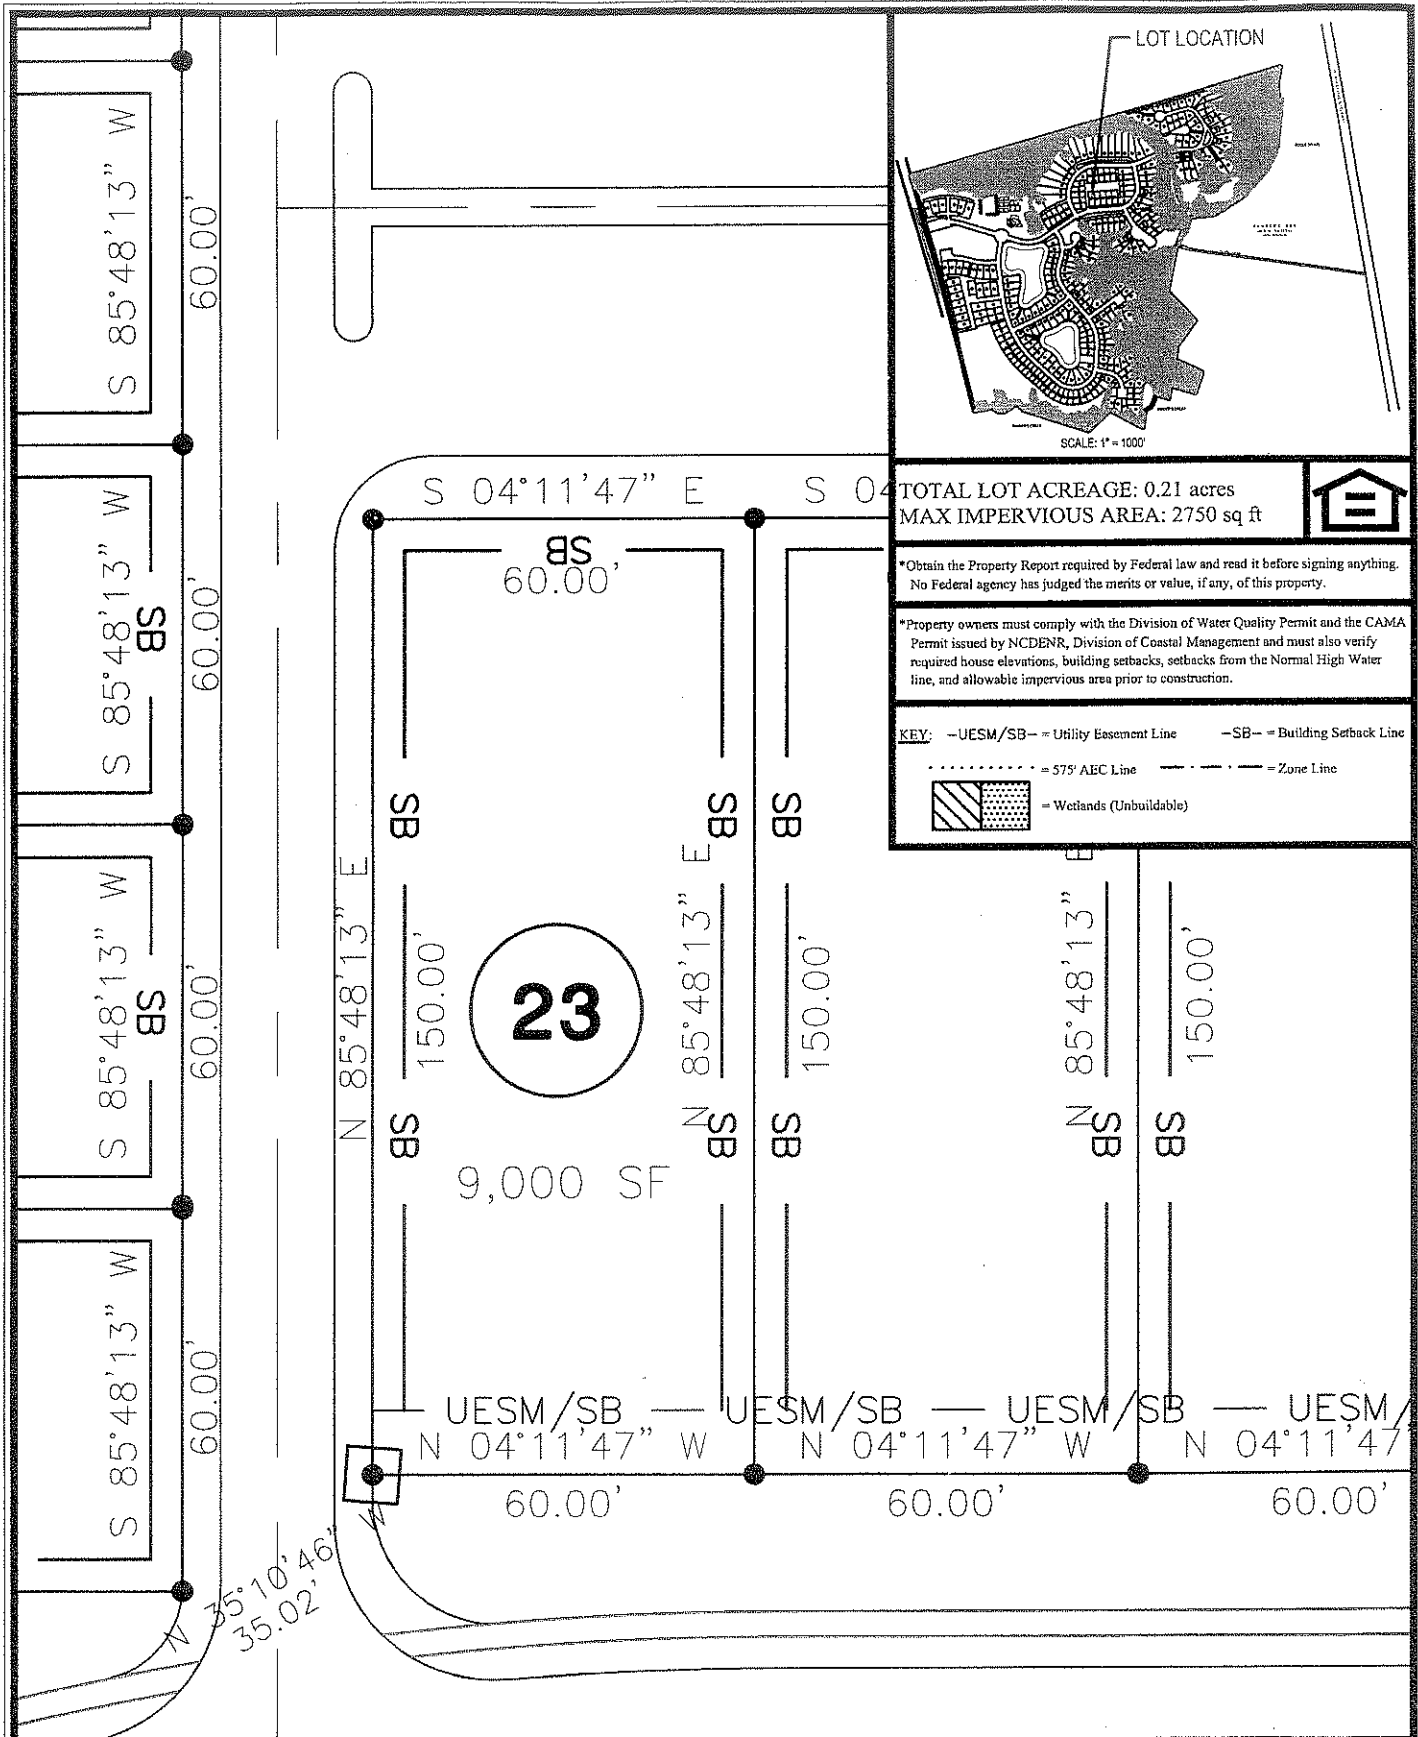 LOT LOCATION
SCALE: 1" = 1000'
TOTAL LOT ACREAGE: 0.21 acres
MAX IMPERVIOUS AREA: 2750 sq ft
*Obtain the Property Report required by Federal law and read it before signing anything.
No Federal agency has judged the merits or value, if any, of this property.
*Property owners must comply with the Division of Water Quality Permit and the CAMA
Permit issued by NCDENR, Division of Coastal Management and must also verify
required house elevations, building setbacks, setbacks from the Normal High Water
line, and allowable impervious area prior to construction.
KEY: -UESM/SB- = Utility Easement Line -SB- = Building Setback Line
= 575' AEC Line = Zone Line
= Wetlands (Unbuildable)
S 85°48'13" W
60.00'
S 85°48'13" W
SB
60.00'
S 85°48'13" W
SB
60.00'
S 85°48'13" W
60.00'
S 04°11'47" E
S 04
SB
60.00'
SB
SB
SB
N 85°48'13" E
150.00'
23
N 85°48'13" E
150.00'
N 85°48'13" E
150.00'
SB
SB
SB
SB
SB
9,000 SF
UESM/SB
UESM/SB
UESM/SB
UESM/
N 04°11'47" W
N 04°11'47" W
N 04°11'47
60.00'
60.00'
60.00'
N 35°10'46" W
35.02'